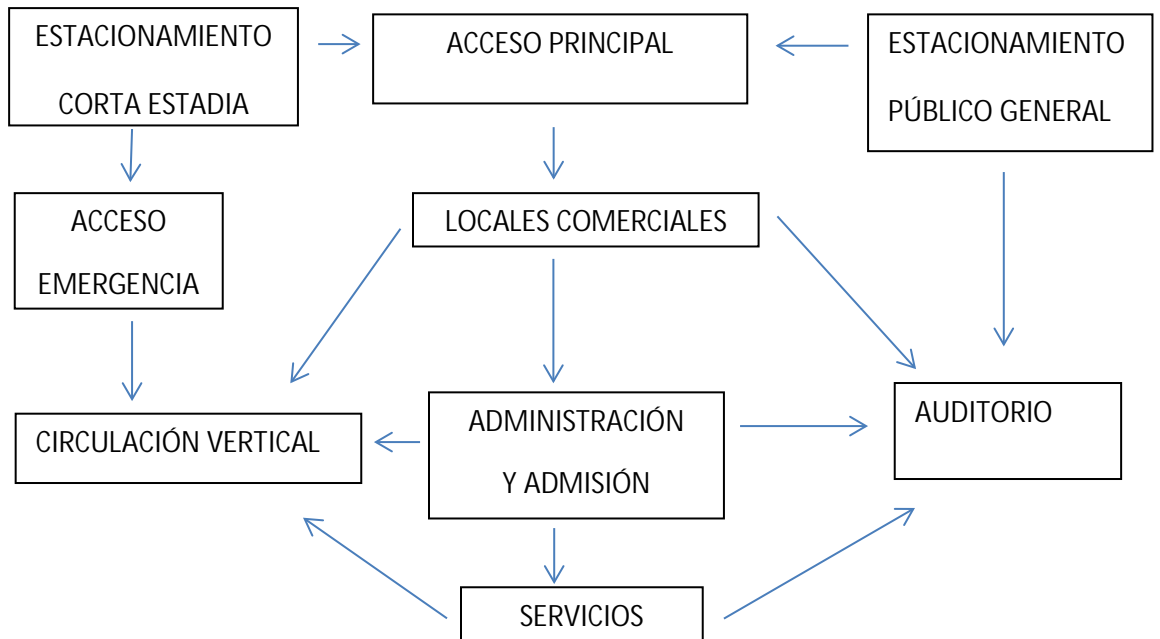 ESTACIONAMIENTO
CORTA ESTADIA
ACCESO PRINCIPAL
ESTACIONAMIENTO
PÚBLICO GENERAL
ACCESO
EMERGENCIA
LOCALES COMERCIALES
CIRCULACIÓN VERTICAL
ADMINISTRACIÓN
Y ADMISIÓN
AUDITORIO
SERVICIOS